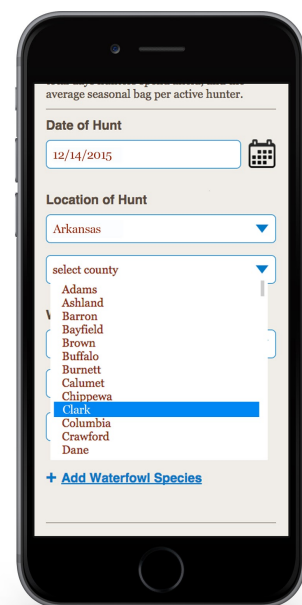 average seasonal bag per active hunter.
Date of Hunt
12/14/2015
Location of Hunt
Arkansas
select county
Adams
Ashland
Barron
Bayfield
Brown
Buffalo
Burnett
Calumet
Chippewa
Clark
Columbia
Crawford
Dane
+ Add Waterfowl Species